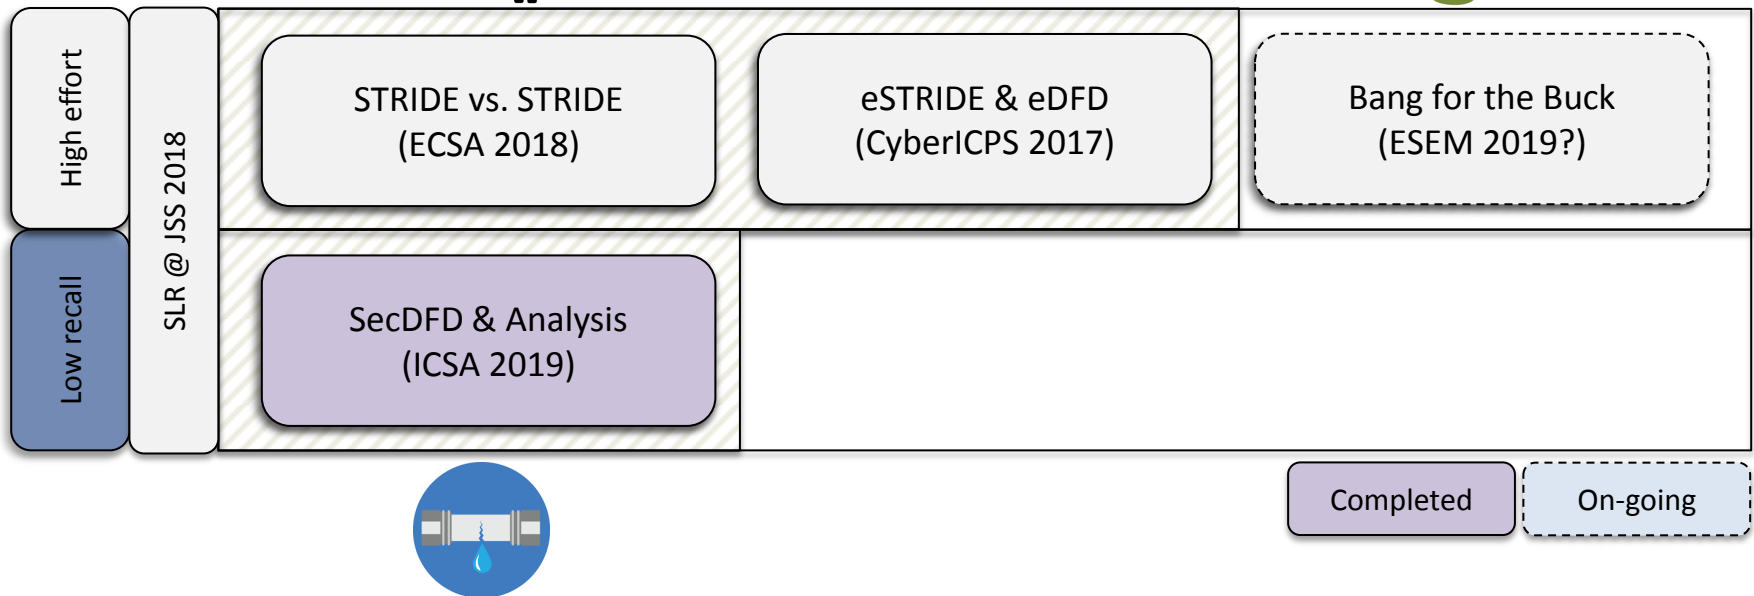 High effort
Low recall
SLR @ JSS 2018
STRIDE vs. STRIDE
(ECSA 2018)
eSTRIDE & eDFD
(CyberICPS 2017)
Bang for the Buck
(ESEM 2019?)
SecDFD & Analysis
(ICSA 2019)
Completed
On-going